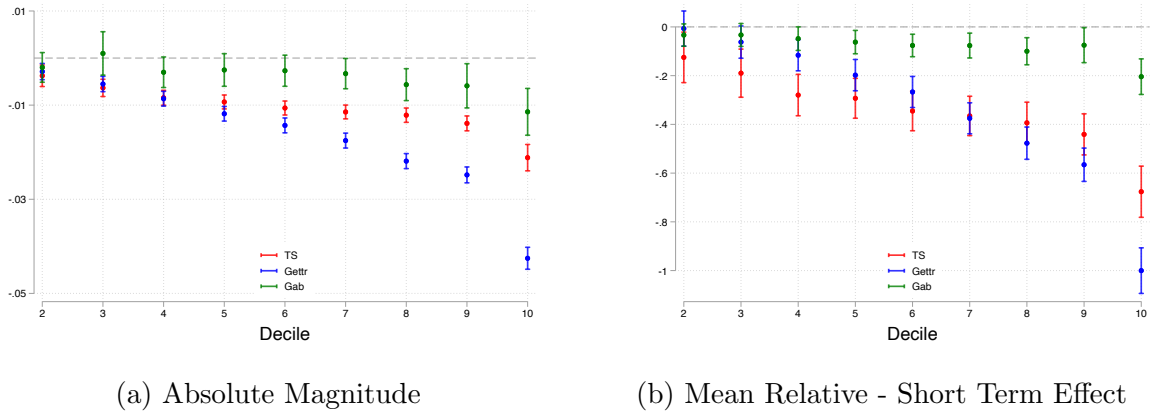 .01
-.01
-.03
-.05
TS
Gettr
Gab
2 3 4 5 6 7 8 9 10
Decile
(a) Absolute Magnitude
0
-.2
-.4
-.6
-.8
-1
TS
Gettr
Gab
2 3 4 5 6 7 8 9 10
Decile
(b) Mean Relative - Short Term Effect